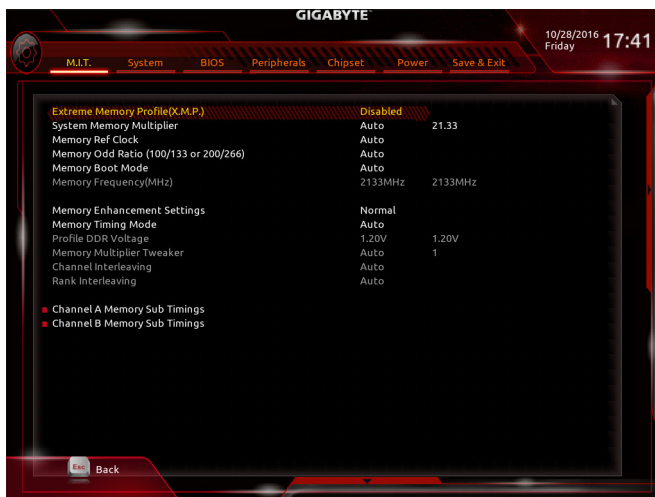 GIGABYTE™
10/28/2016 Friday 17:41
M.I.T. System BIOS Peripherals Chipset Power Save & Exit
Extreme Memory Profile(X.M.P.) Disabled
System Memory Multiplier Auto 21.33
Memory Ref Clock Auto
Memory Odd Ratio (100/133 or 200/266) Auto
Memory Boot Mode Auto
Memory Frequency(MHz) 2133MHz 2133MHz
Memory Enhancement Settings Normal
Memory Timing Mode Auto
Profile DDR Voltage 1.20V 1.20V
Memory Multiplier Tweaker Auto 1
Channel Interleaving Auto
Rank Interleaving Auto
Channel A Memory Sub Timings
Channel B Memory Sub Timings
Esc Back